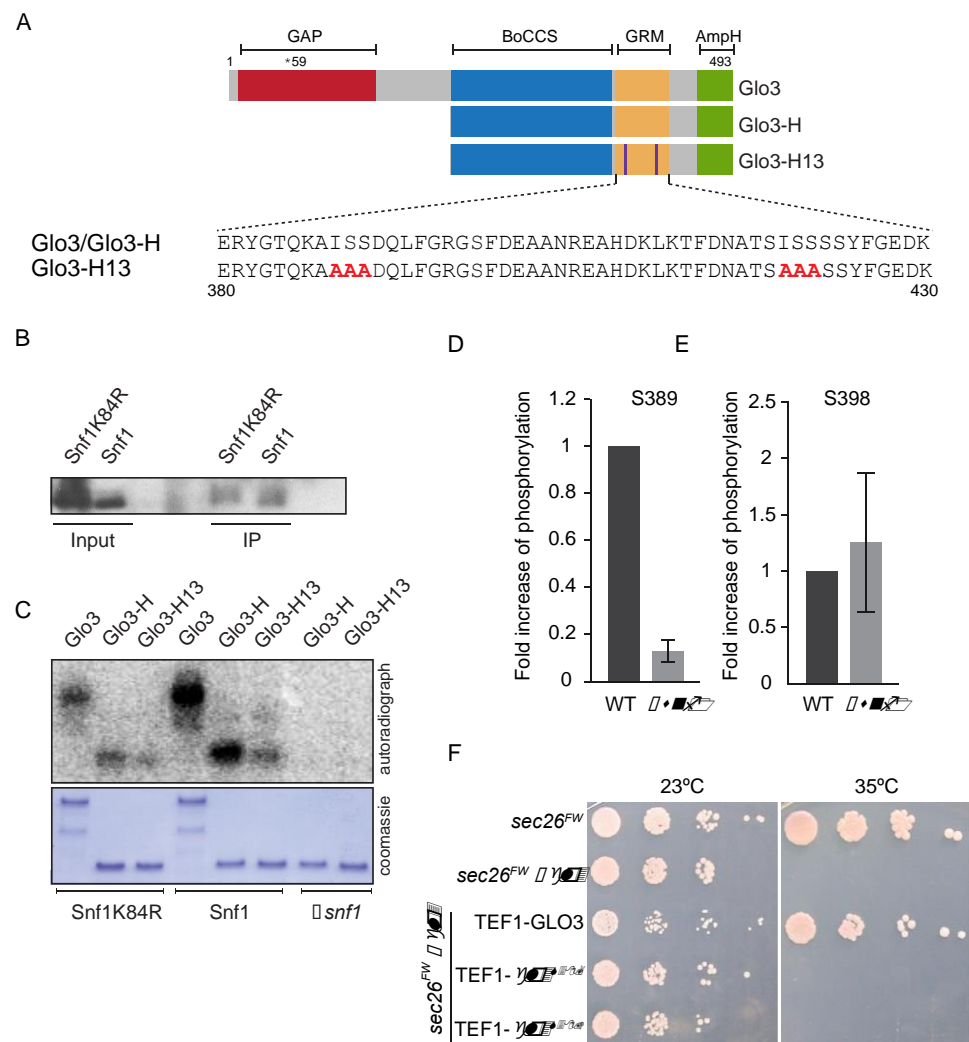 A
GAP
BoCCS
GRM
AmpH
1
*59
493
Glo3
Glo3-H
Glo3-H13
Glo3/Glo3-H
ERYGTQKAISSDQLFGRGSFDEAANREAHDKLKTFDNATSISSSSYFGEDK
Glo3-H13
ERYGTQKAAAADQLFGRGSFDEAANREAHDKLKTFDNATSAAASSYFGEDK
380
430
B
Snf1K84R
Snf1
Snf1K84R
Snf1
Input
IP
C
Glo3
Glo3-H
Glo3-H13
Glo3
Glo3-H
Glo3-H13
Glo3-H
Glo3-H13
autoradiograph
coomassie
Snf1K84R
Snf1
snf1
D
S389
Fold increase of phosphorylation
1.2
1
0.8
0.6
0.4
0.2
0
WT
E
S398
Fold increase of phosphorylation
2.5
2
1.5
1
0.5
0
WT
F
23ºC
35ºC
sec26FW
sec26FW
sec26FW
TEF1-GLO3
TEF1-
TEF1-